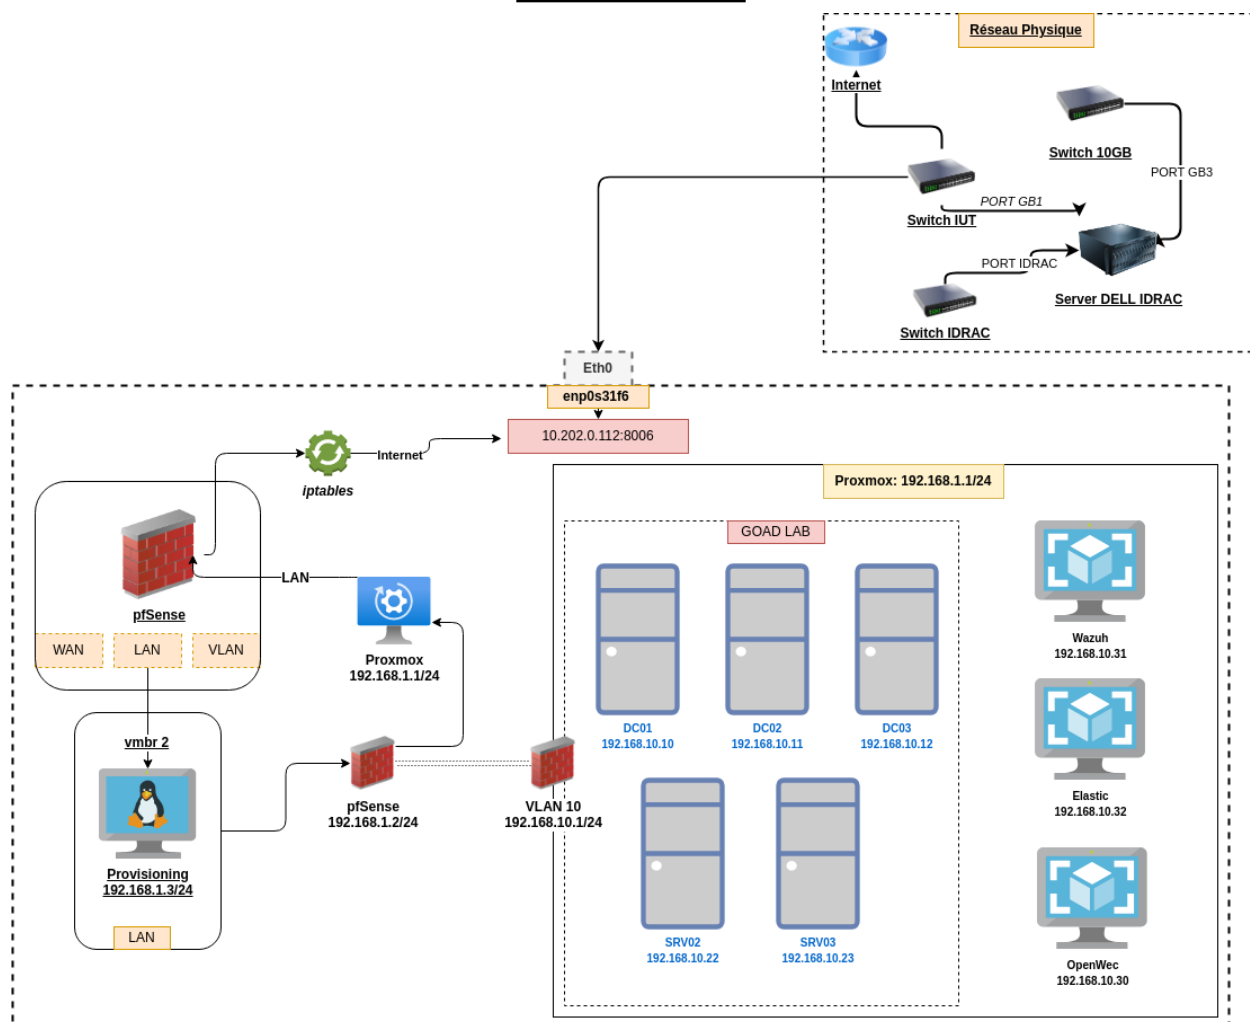 Réseau Physique
Internet
Switch 10GB
PORT GB3
PORT GB1
Switch IUT
PORT IDRAC
Server DELL IDRAC
Switch IDRAC
Eth0
enp0s31f6
10.202.0.112:8006
Internet
iptables
Proxmox: 192.168.1.1/24
GOAD LAB
pfSense
WAN
LAN
VLAN
LAN
Proxmox
192.168.1.1/24
vmbr 2
Provisioning
192.168.1.3/24
LAN
pfSense
192.168.1.2/24
VLAN 10
192.168.10.1/24
DC01
192.168.10.10
DC02
192.168.10.11
DC03
192.168.10.12
SRV02
192.168.10.22
SRV03
192.168.10.23
Wazuh
192.168.10.31
Elastic
192.168.10.32
OpenWec
192.168.10.30